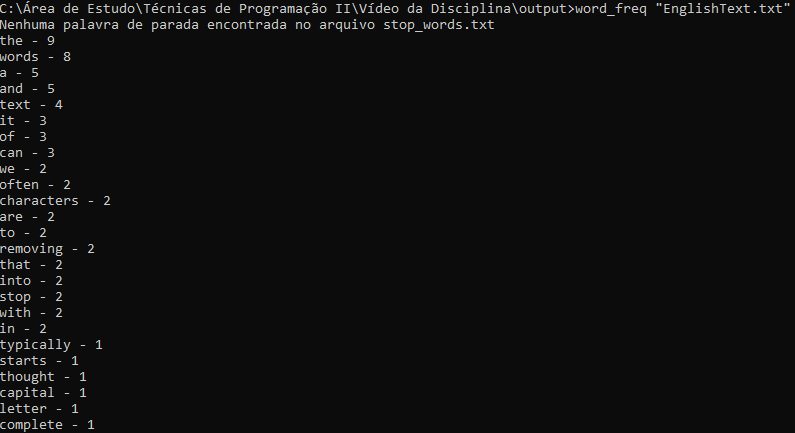 C:\Área de Estudo\Técnicas de Programação II\Vídeo da Disciplina\output>word_freq "EnglishText.txt"
Nenhuma palavra de parada encontrada no arquivo stop_words.txt
the - 9
words - 8
a - 5
and - 5
text - 4
it - 3
of - 3
can - 3
we - 2
often - 2
characters - 2
are - 2
to - 2
removing - 2
that - 2
into - 2
stop - 2
with - 2
in - 2
typically - 1
starts - 1
thought - 1
capital - 1
letter - 1
complete - 1